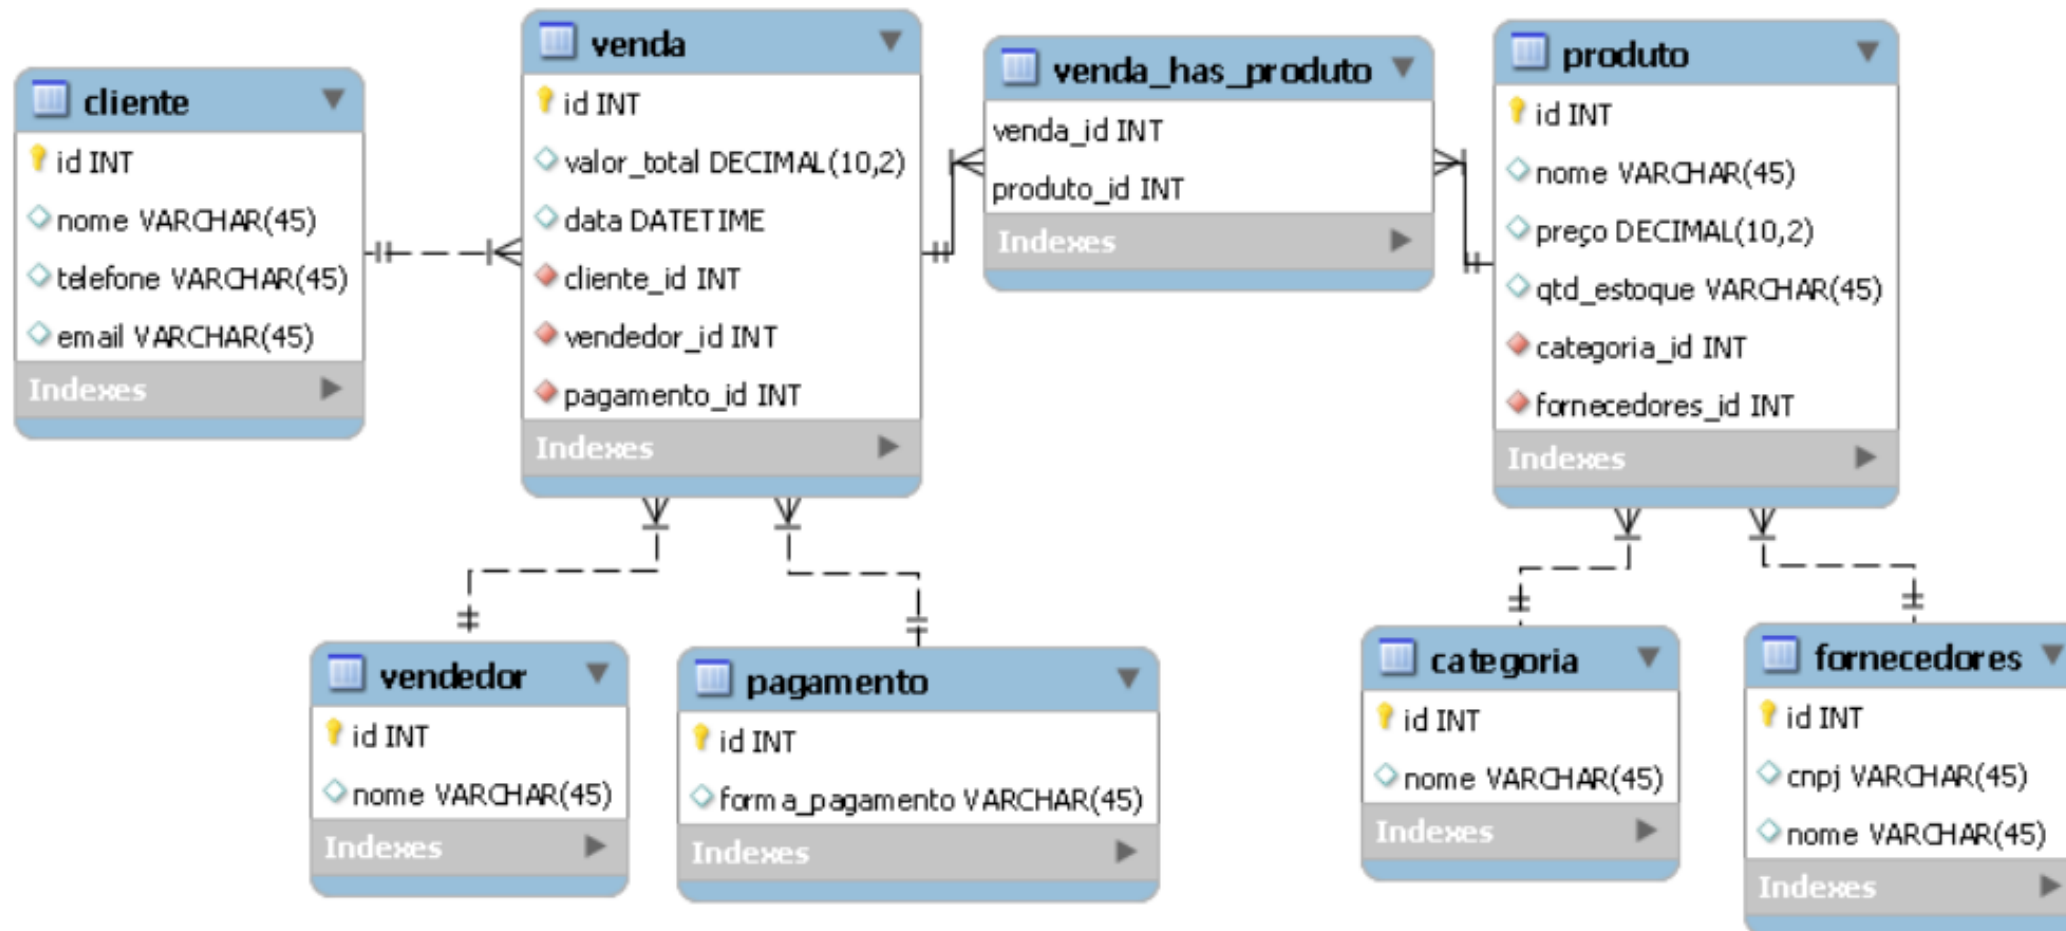 cliente
id INT
nome VARCHAR(45)
telefone VARCHAR(45)
email VARCHAR(45)
Indexes
venda
id INT
valor_total DECIMAL(10,2)
data DATETIME
cliente_id INT
vendedor_id INT
pagamento_id INT
Indexes
venda_has_produto
venda_id INT
produto_id INT
Indexes
produto
id INT
nome VARCHAR(45)
preço DECIMAL(10,2)
qtd_estoque VARCHAR(45)
categoria_id INT
fornecedores_id INT
Indexes
vendedor
id INT
nome VARCHAR(45)
Indexes
pagamento
id INT
forma_pagamento VARCHAR(45)
Indexes
categoria
id INT
nome VARCHAR(45)
Indexes
fornecedores
id INT
cnpj VARCHAR(45)
nome VARCHAR(45)
Indexes